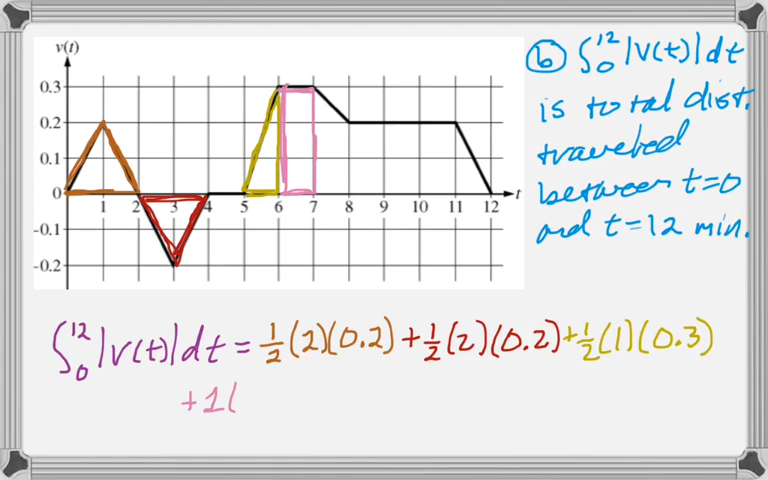 v(t)
0.3
0.2
0.1
0
-0.1
-0.2
1 2 3 4 5 6 7 8 9 10 11 12 t
ⓑ ∫₀¹² |v(t)| dt
is total dist.
traveled
between t=0
and t=12 min.
∫₀¹² |v(t)| dt = ½(2)(0.2) + ½(2)(0.2) + ½(1)(0.3)
+1(